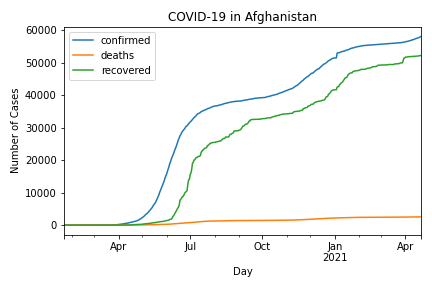 COVID-19 in Afghanistan
confirmed
deaths
recovered
Number of Cases
60000
50000
40000
30000
20000
10000
0
Apr
Jul
Oct
Jan
2021
Apr
Day